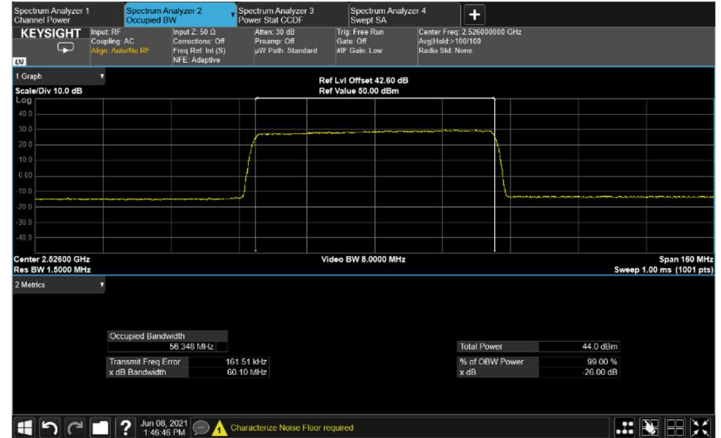 Spectrum Analyzer 1
Channel Power
Spectrum Analyzer 2
Occupied BW
Spectrum Analyzer 3
Power Stat CCDF
Spectrum Analyzer 4
Swept SA
KEYSIGHT
LV
Input: RF
Coupling: AC
Align: Auto/No RF
Input Z: 50 Ω
Corrections: Off
Freq Ref: Int (S)
NFE: Adaptive
Atten: 30 dB
Preamp: Off
µW Path: Standard
Trig: Free Run
Gate: Off
#IF Gain: Low
Center Freq: 2.526000000 GHz
Avg|Hold:>100/100
Radio Std: None
1 Graph
Scale/Div 10.0 dB
Ref Lvl Offset 42.60 dB
Ref Value 50.00 dBm
Log
40.0
30.0
20.0
10.0
0.00
-10.0
-20.0
-30.0
-40.0
Center 2.52600 GHz
Res BW 1.5000 MHz
Video BW 8.0000 MHz
Span 160 MHz
Sweep 1.00 ms (1001 pts)
2 Metrics
Occupied Bandwidth
56.348 MHz
Total Power 44.0 dBm
Transmit Freq Error 161.51 kHz
% of OBW Power 99.00 %
x dB Bandwidth 60.10 MHz
x dB -26.00 dB
?
Jun 08, 2021
1:46:46 PM
1
Characterize Noise Floor required